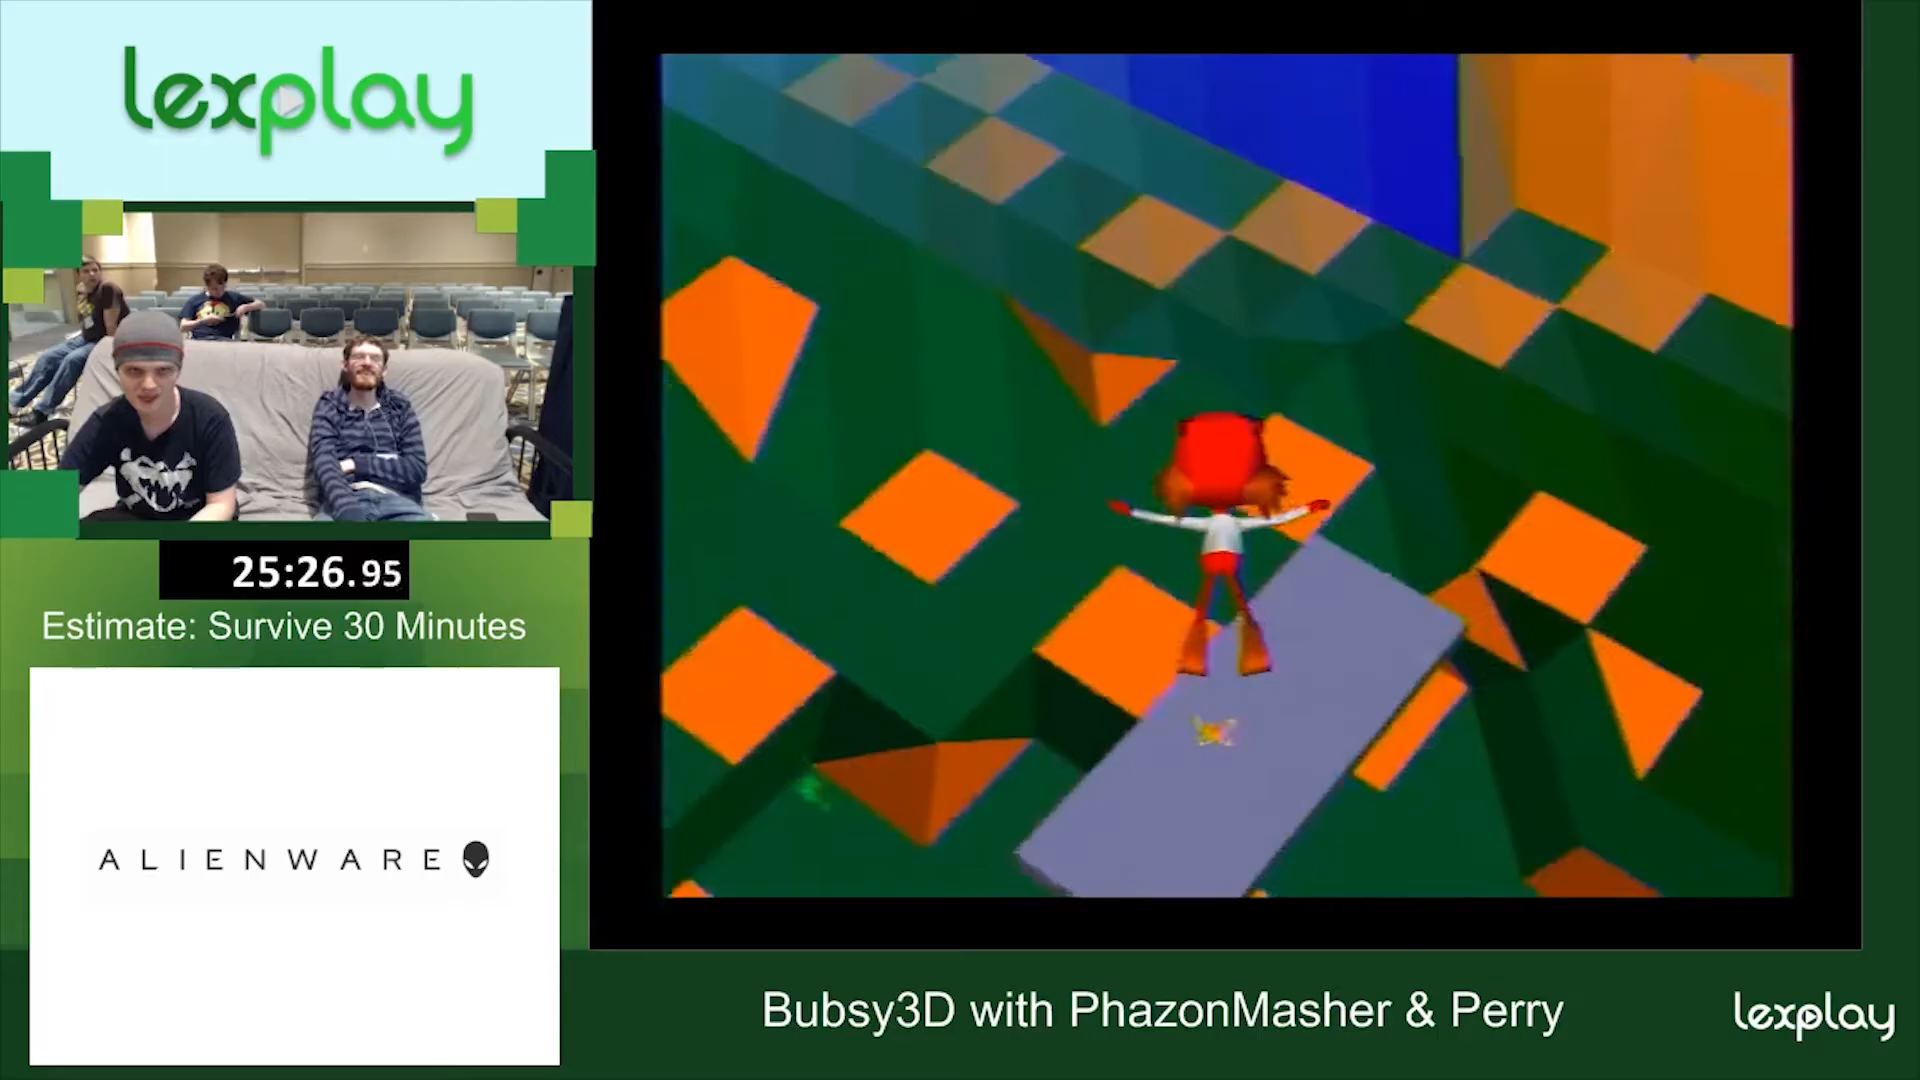 lexplay
25:26.95
Estimate: Survive 30 Minutes
ALIENWARE
Bubsy3D with PhazonMasher & Perry
lexplay